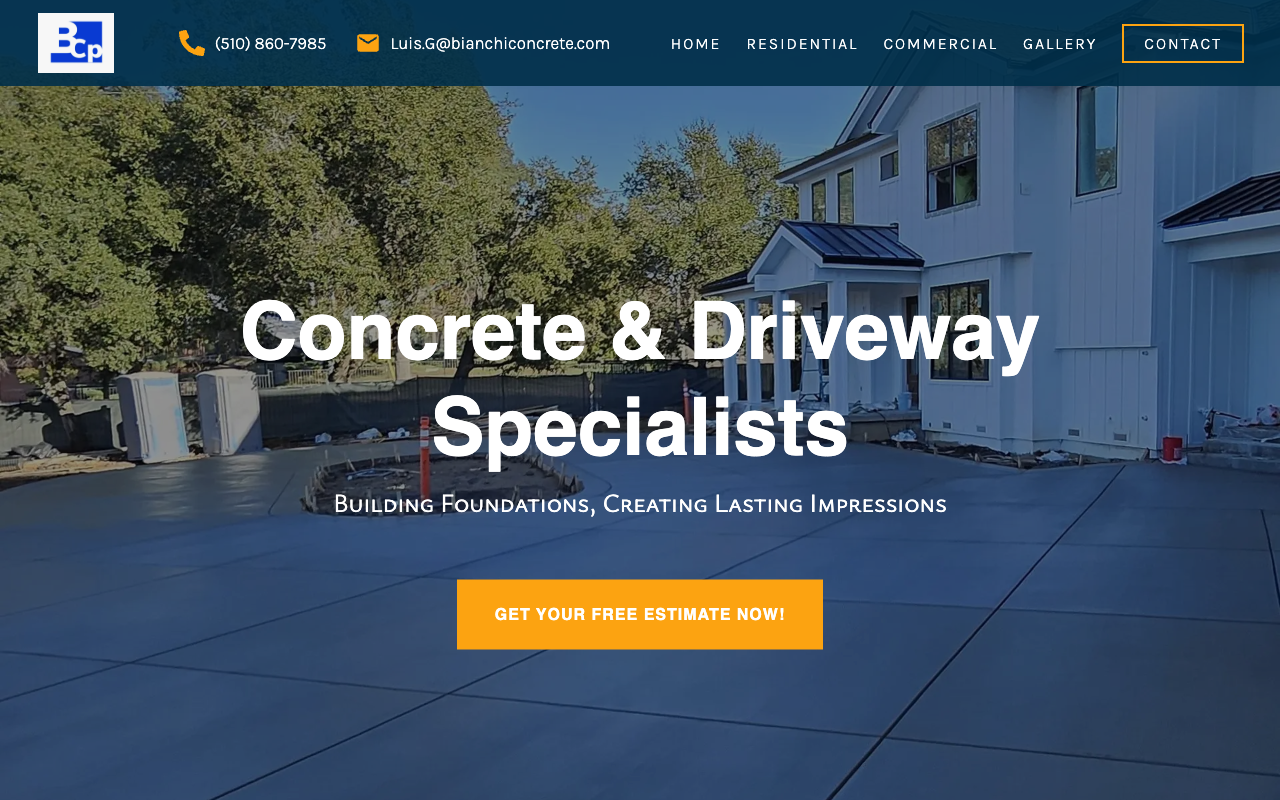 BCP
(510) 860-7985
Luis.G@bianchiconcrete.com
HOME
RESIDENTIAL
COMMERCIAL
GALLERY
CONTACT
Concrete & Driveway
Specialists
Building Foundations, Creating Lasting Impressions
GET YOUR FREE ESTIMATE NOW!